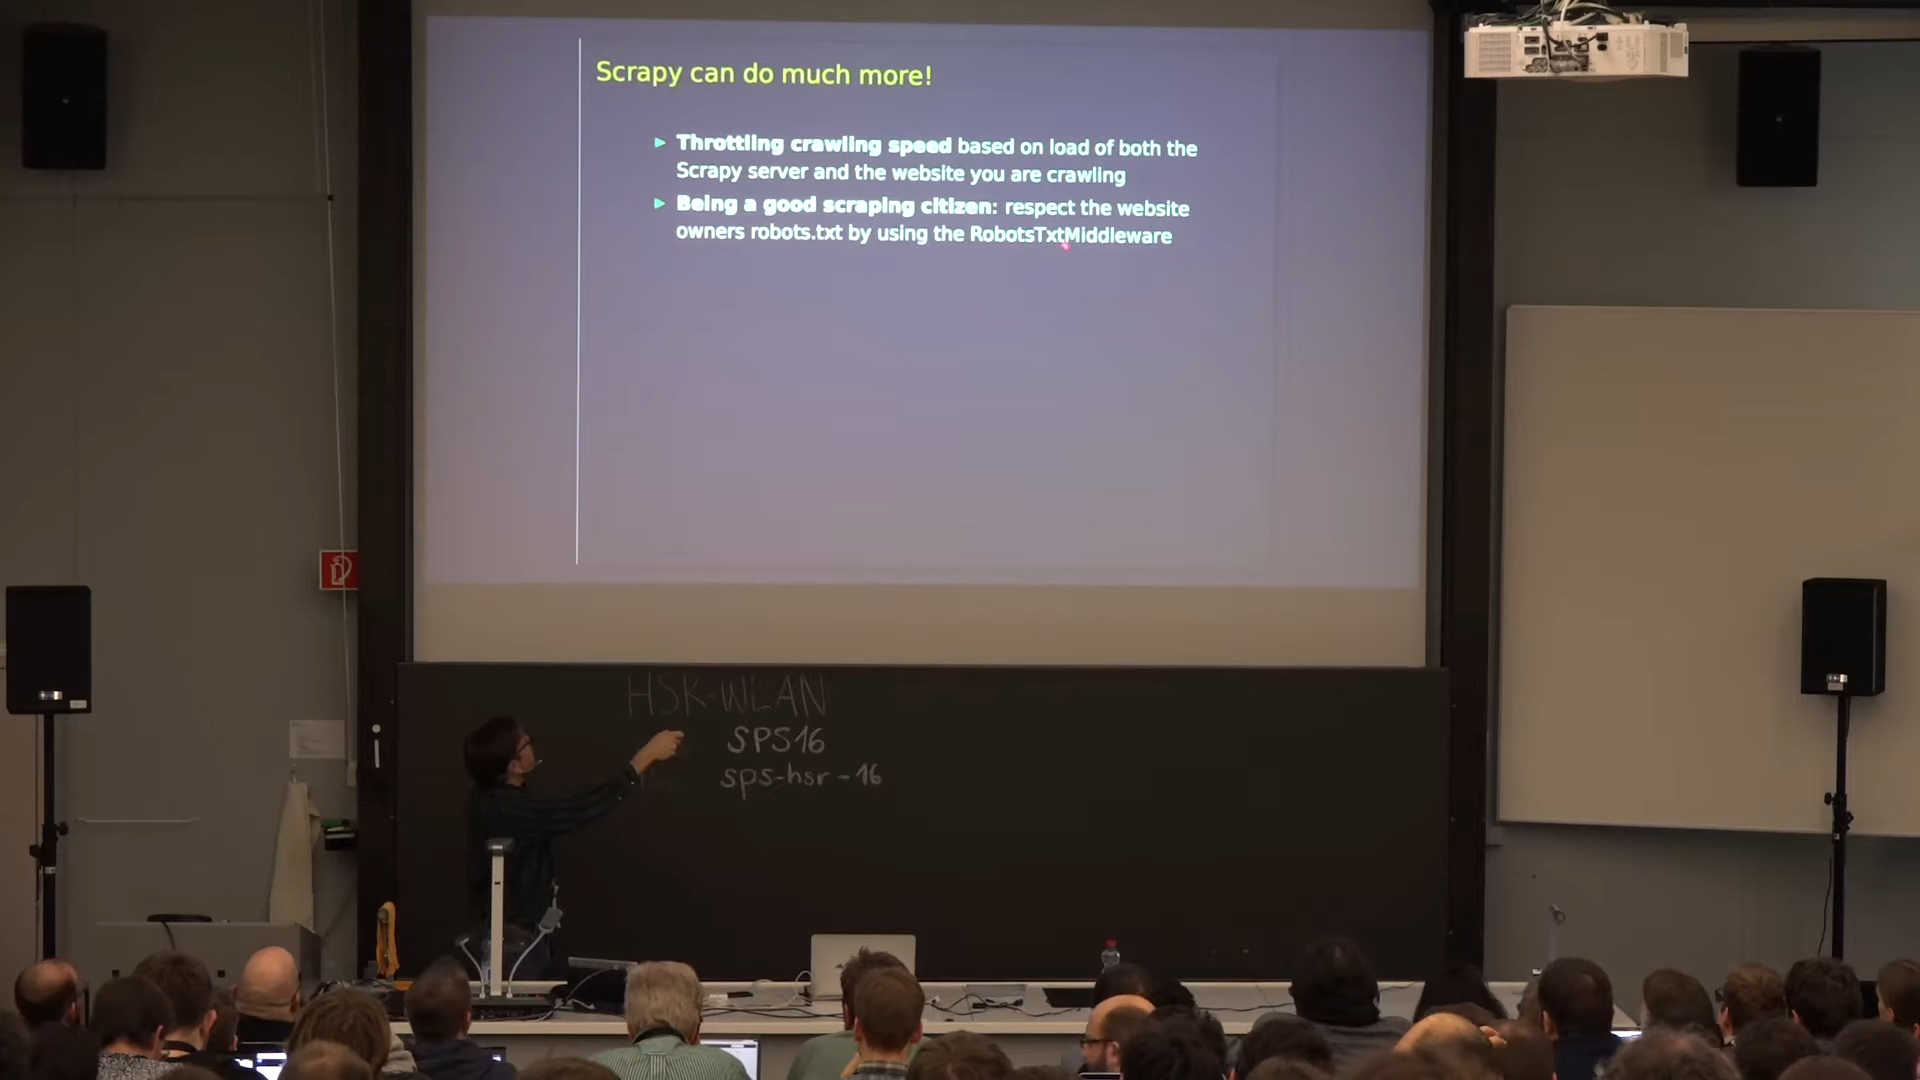 Scrapy can do much more!
Throttling crawling speed based on load of both the
Scrapy server and the website you are crawling
Being a good scraping citizen: respect the website
owners robots.txt by using the RobotsTxtMiddleware
HSK-WLAN
SPS16
sps-hsr-16